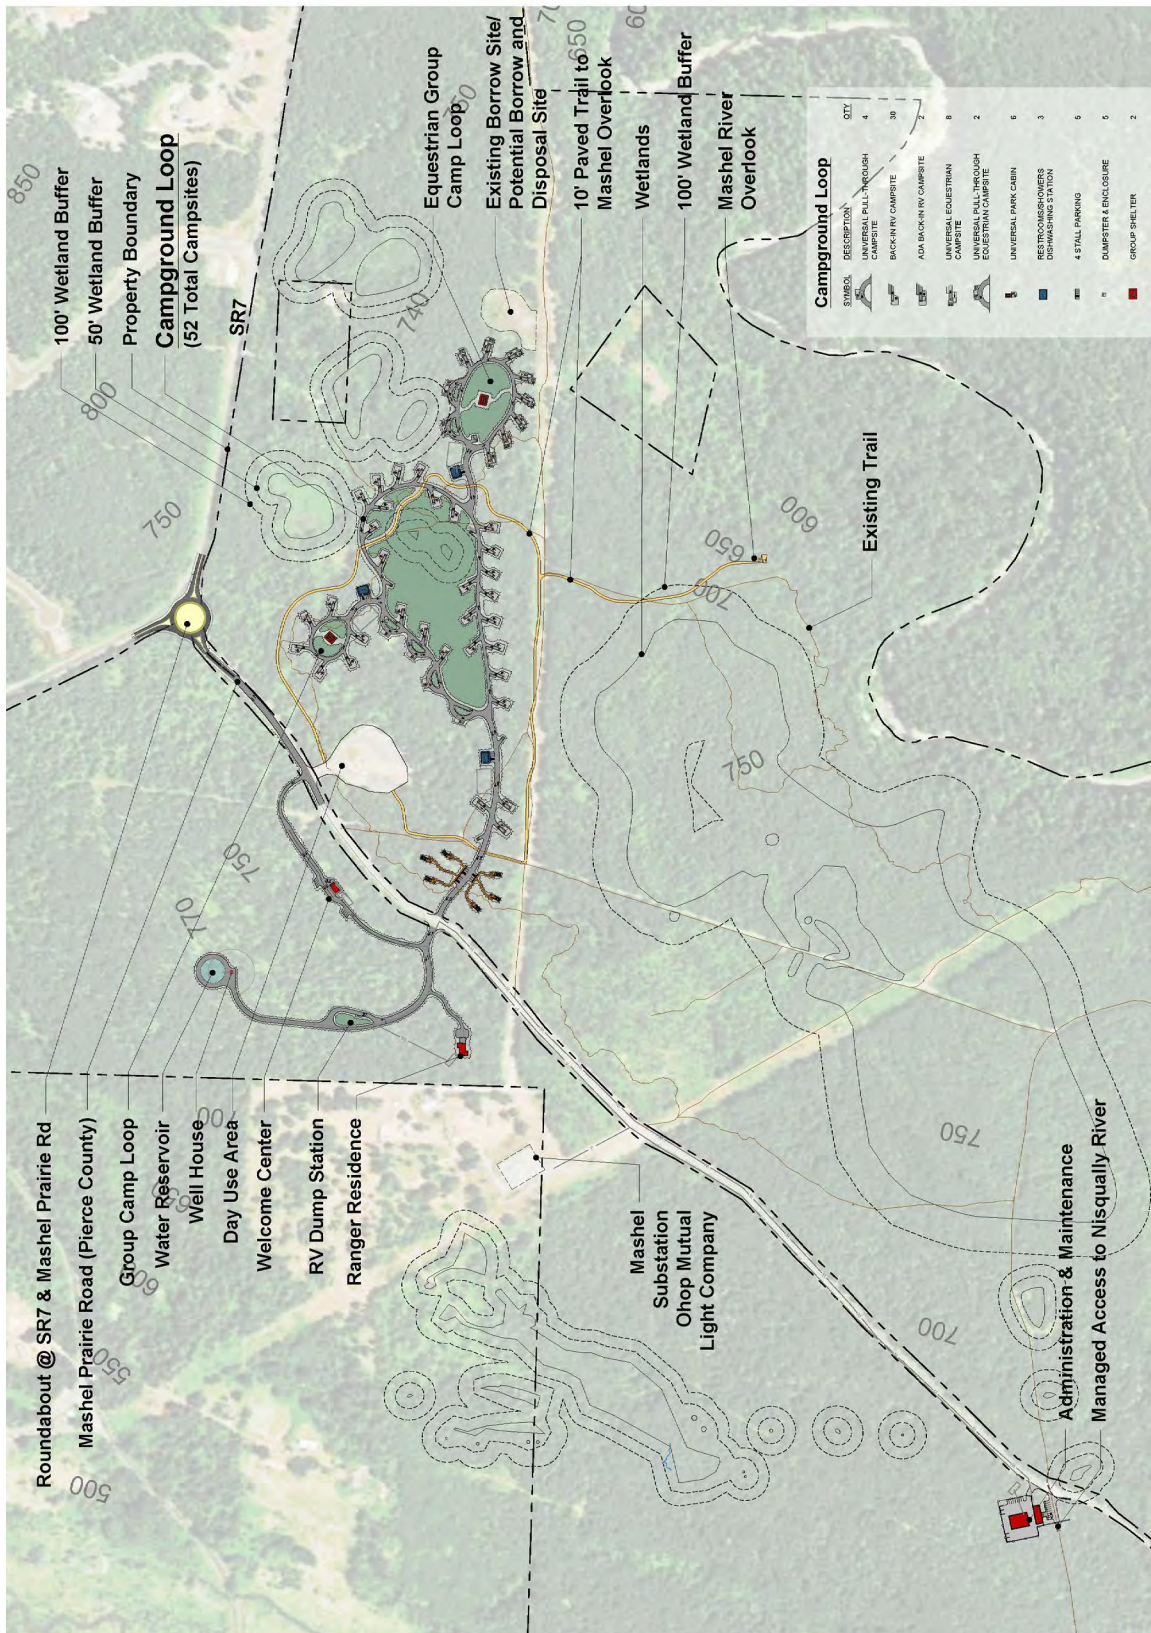 Roundabout @ SR7 & Mashel Prairie Rd
Mashel Prairie Road (Pierce County)
Group Camp Loop
Water Reservoir
Well House
Day Use Area
Welcome Center
RV Dump Station
Ranger Residence
100' Wetland Buffer
50' Wetland Buffer
Property Boundary
Campground Loop
(52 Total Campsites)
SR7
Equestrian Group
Camp Loop
Existing Borrow Site/
Potential Borrow and
Disposal Site
10' Paved Trail to
Mashel Overlook
Wetlands
100' Wetland Buffer
Mashel River
Overlook
Existing Trail
Mashel
Substation
Ohop Mutual
Light Company
Administration & Maintenance
Managed Access to Nisqually River
Campground Loop
SYMBOL DESCRIPTION QTY
UNIVERSAL PULL-THROUGH
CAMPSITE 4
BACK-IN RV CAMPSITE 30
ADA BACK-IN RV CAMPSITE 2
UNIVERSAL EQUESTRIAN
CAMPSITE 8
UNIVERSAL PULL-THROUGH
EQUESTRIAN CAMPSITE 2
UNIVERSAL PARK CABIN 6
RESTROOMS/SHOWERS
DISHWASHING STATION 3
4 STALL PARKING 5
DUMPSTER & ENCLOSURE 5
GROUP SHELTER 2
850
800
750
750
740
650
770
750
700
650
600
550
500
650
600
700
750
750
700